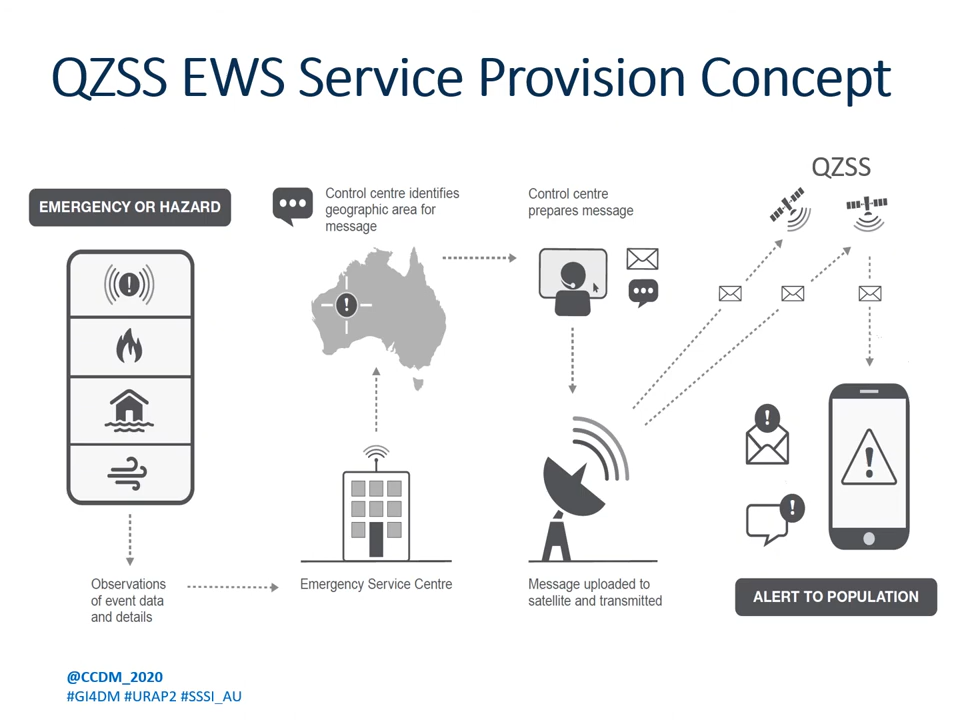 QZSS EWS Service Provision Concept
EMERGENCY OR HAZARD
Observations
of event data
and details
Emergency Service Centre
Control centre identifies
geographic area for
message
Control centre
prepares message
Message uploaded to
satellite and transmitted
QZSS
ALERT TO POPULATION
@CCDM_2020
#GI4DM #URAP2 #SSSI_AU